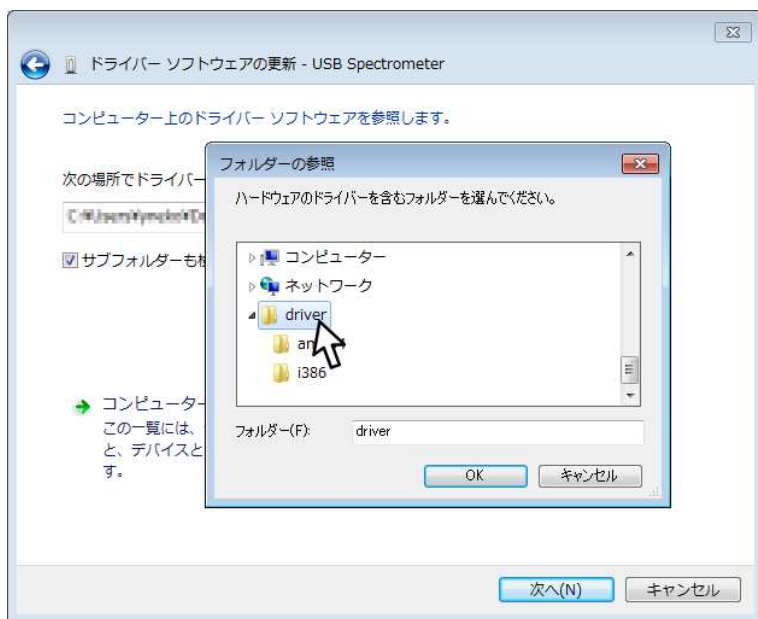 ドライバー ソフトウェアの更新 - USB Spectrometer
コンピューター上のドライバー ソフトウェアを参照します。
次の場所でドライバー
サブフォルダーも
コンピューター
この一覧には、
と、デバイスと
す。
フォルダーの参照
ハードウェアのドライバーを含むフォルダーを選んでください。
コンピューター
ネットワーク
driver
i386
フォルダー(F):
driver
OK
キャンセル
次へ(N)
キャンセル